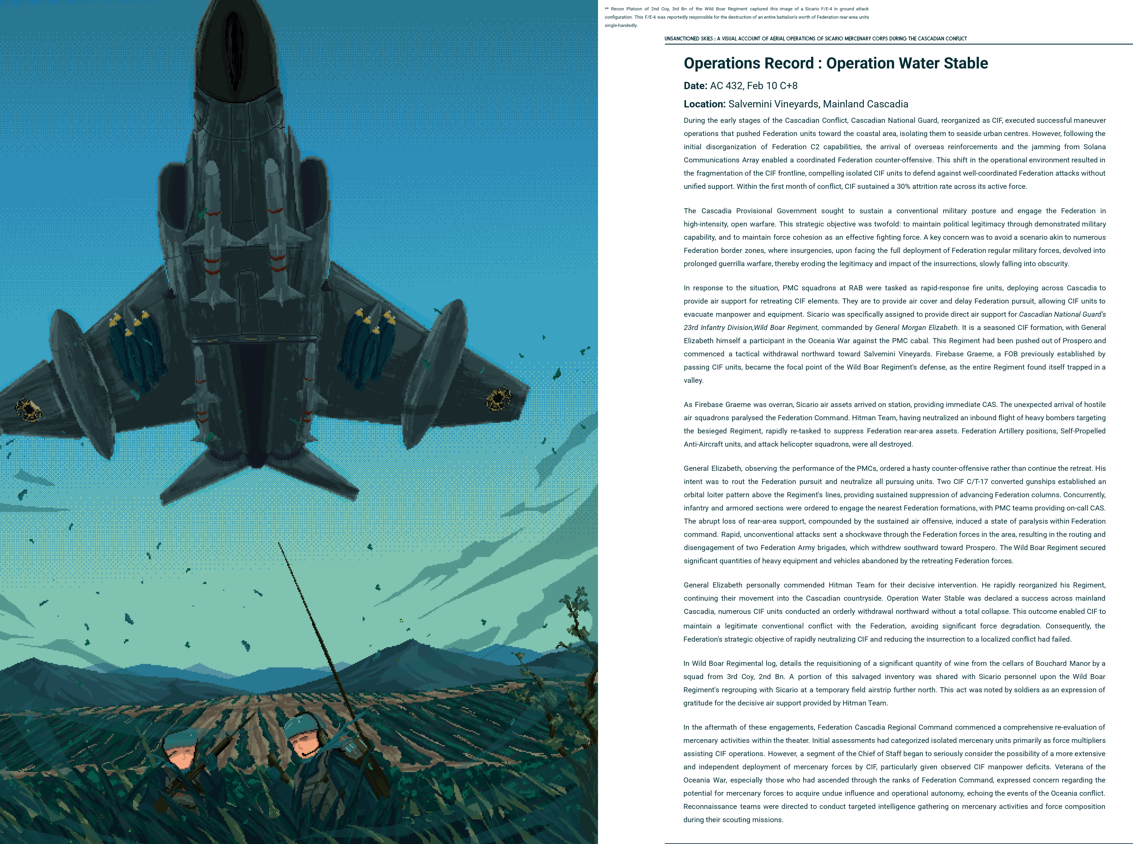 ** Recon Platoon of 2nd Coy, 3rd Bn of the Wild Boar Regiment captured this image of a Sicario F/E-4 in ground attack
configuration. This F/E-4 was reportedly responsible for the destruction of an entire battalion's worth of Federation rear area units
single-handedly.
UNSANCTIONED SKIES : A VISUAL ACCOUNT OF AERIAL OPERATIONS OF SICARIO MERCENARY CORPS DURING THE CASCADIAN CONFLICT
Operations Record : Operation Water Stable
Date: AC 432, Feb 10 C+8
Location: Salvemini Vineyards, Mainland Cascadia
During the early stages of the Cascadian Conflict, Cascadian National Guard, reorganized as CIF, executed successful maneuver
operations that pushed Federation units toward the coastal area, isolating them to seaside urban centres. However, following the
initial disorganization of Federation C2 capabilities, the arrival of overseas reinforcements and the jamming from Solana
Communications Array enabled a coordinated Federation counter-offensive. This shift in the operational environment resulted in
the fragmentation of the CIF frontline, compelling isolated CIF units to defend against well-coordinated Federation attacks without
unified support. Within the first month of conflict, CIF sustained a 30% attrition rate across its active force.
The Cascadia Provisional Government sought to sustain a conventional military posture and engage the Federation in
high-intensity, open warfare. This strategic objective was twofold: to maintain political legitimacy through demonstrated military
capability, and to maintain force cohesion as an effective fighting force. A key concern was to avoid a scenario akin to numerous
Federation border zones, where insurgencies, upon facing the full deployment of Federation regular military forces, devolved into
prolonged guerrilla warfare, thereby eroding the legitimacy and impact of the insurrections, slowly falling into obscurity.
In response to the situation, PMC squadrons at RAB were tasked as rapid-response fire units, deploying across Cascadia to
provide air support for retreating CIF elements. They are to provide air cover and delay Federation pursuit, allowing CIF units to
evacuate manpower and equipment. Sicario was specifically assigned to provide direct air support for Cascadian National Guard's
23rd Infantry Division,Wild Boar Regiment, commanded by General Morgan Elizabeth. It is a seasoned CIF formation, with General
Elizabeth himself a participant in the Oceania War against the PMC cabal. This Regiment had been pushed out of Prospero and
commenced a tactical withdrawal northward toward Salvemini Vineyards. Firebase Graeme, a FOB previously established by
passing CIF units, became the focal point of the Wild Boar Regiment's defense, as the entire Regiment found itself trapped in a
valley.
As Firebase Graeme was overran, Sicario air assets arrived on station, providing immediate CAS. The unexpected arrival of hostile
air squadrons paralysed the Federation Command. Hitman Team, having neutralized an inbound flight of heavy bombers targeting
the besieged Regiment, rapidly re-tasked to suppress Federation rear-area assets. Federation Artillery positions, Self-Propelled
Anti-Aircraft units, and attack helicopter squadrons, were all destroyed.
General Elizabeth, observing the performance of the PMCs, ordered a hasty counter-offensive rather than continue the retreat. His
intent was to rout the Federation pursuit and neutralize all pursuing units. Two CIF C/T-17 converted gunships established an
orbital loiter pattern above the Regiment's lines, providing sustained suppression of advancing Federation columns. Concurrently,
infantry and armored sections were ordered to engage the nearest Federation formations, with PMC teams providing on-call CAS.
The abrupt loss of rear-area support, compounded by the sustained air offensive, induced a state of paralysis within Federation
command. Rapid, unconventional attacks sent a shockwave through the Federation forces in the area, resulting in the routing and
disengagement of two Federation Army brigades, which withdrew southward toward Prospero. The Wild Boar Regiment secured
significant quantities of heavy equipment and vehicles abandoned by the retreating Federation forces.
General Elizabeth personally commended Hitman Team for their decisive intervention. He rapidly reorganized his Regiment,
continuing their movement into the Cascadian countryside. Operation Water Stable was declared a success across mainland
Cascadia, numerous CIF units conducted an orderly withdrawal northward without a total collapse. This outcome enabled CIF to
maintain a legitimate conventional conflict with the Federation, avoiding significant force degradation. Consequently, the
Federation's strategic objective of rapidly neutralizing CIF and reducing the insurrection to a localized conflict had failed.
In Wild Boar Regimental log, details the requisitioning of a significant quantity of wine from the cellars of Bouchard Manor by a
squad from 3rd Coy, 2nd Bn. A portion of this salvaged inventory was shared with Sicario personnel upon the Wild Boar
Regiment's regrouping with Sicario at a temporary field airstrip further north. This act was noted by soldiers as an expression of
gratitude for the decisive air support provided by Hitman Team.
In the aftermath of these engagements, Federation Cascadia Regional Command commenced a comprehensive re-evaluation of
mercenary activities within the theater. Initial assessments had categorized isolated mercenary units primarily as force multipliers
assisting CIF operations. However, a segment of the Chief of Staff began to seriously consider the possibility of a more extensive
and independent deployment of mercenary forces by CIF, particularly given observed CIF manpower deficits. Veterans of the
Oceania War, especially those who had ascended through the ranks of Federation Command, expressed concern regarding the
potential for mercenary forces to acquire undue influence and operational autonomy, echoing the events of the Oceania conflict.
Reconnaissance teams were directed to conduct targeted intelligence gathering on mercenary activities and force composition
during their scouting missions.